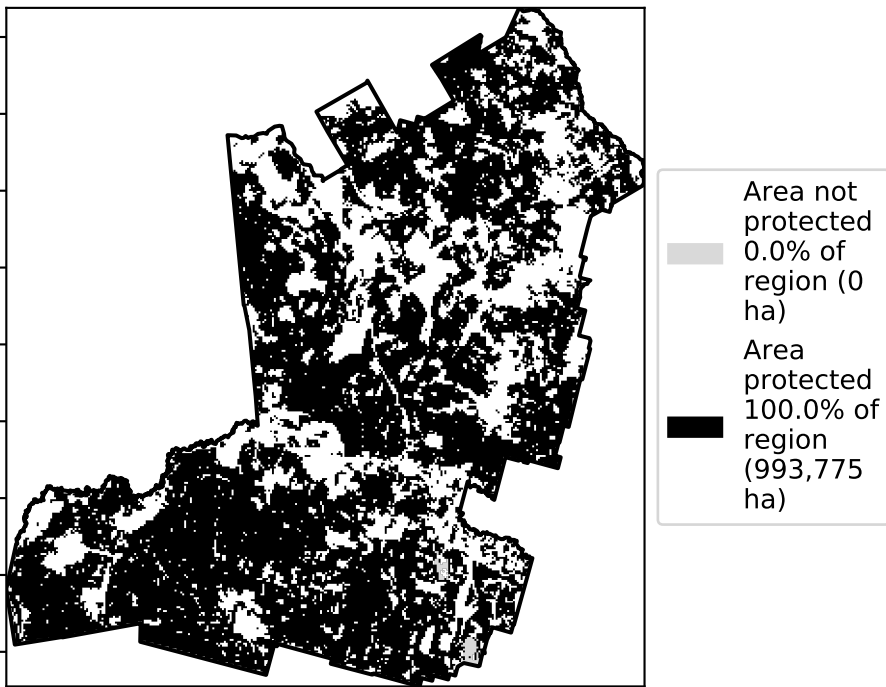 Area not
protected
0.0% of
region (0
ha)
Area
protected
100.0% of
region
(993,775
ha)